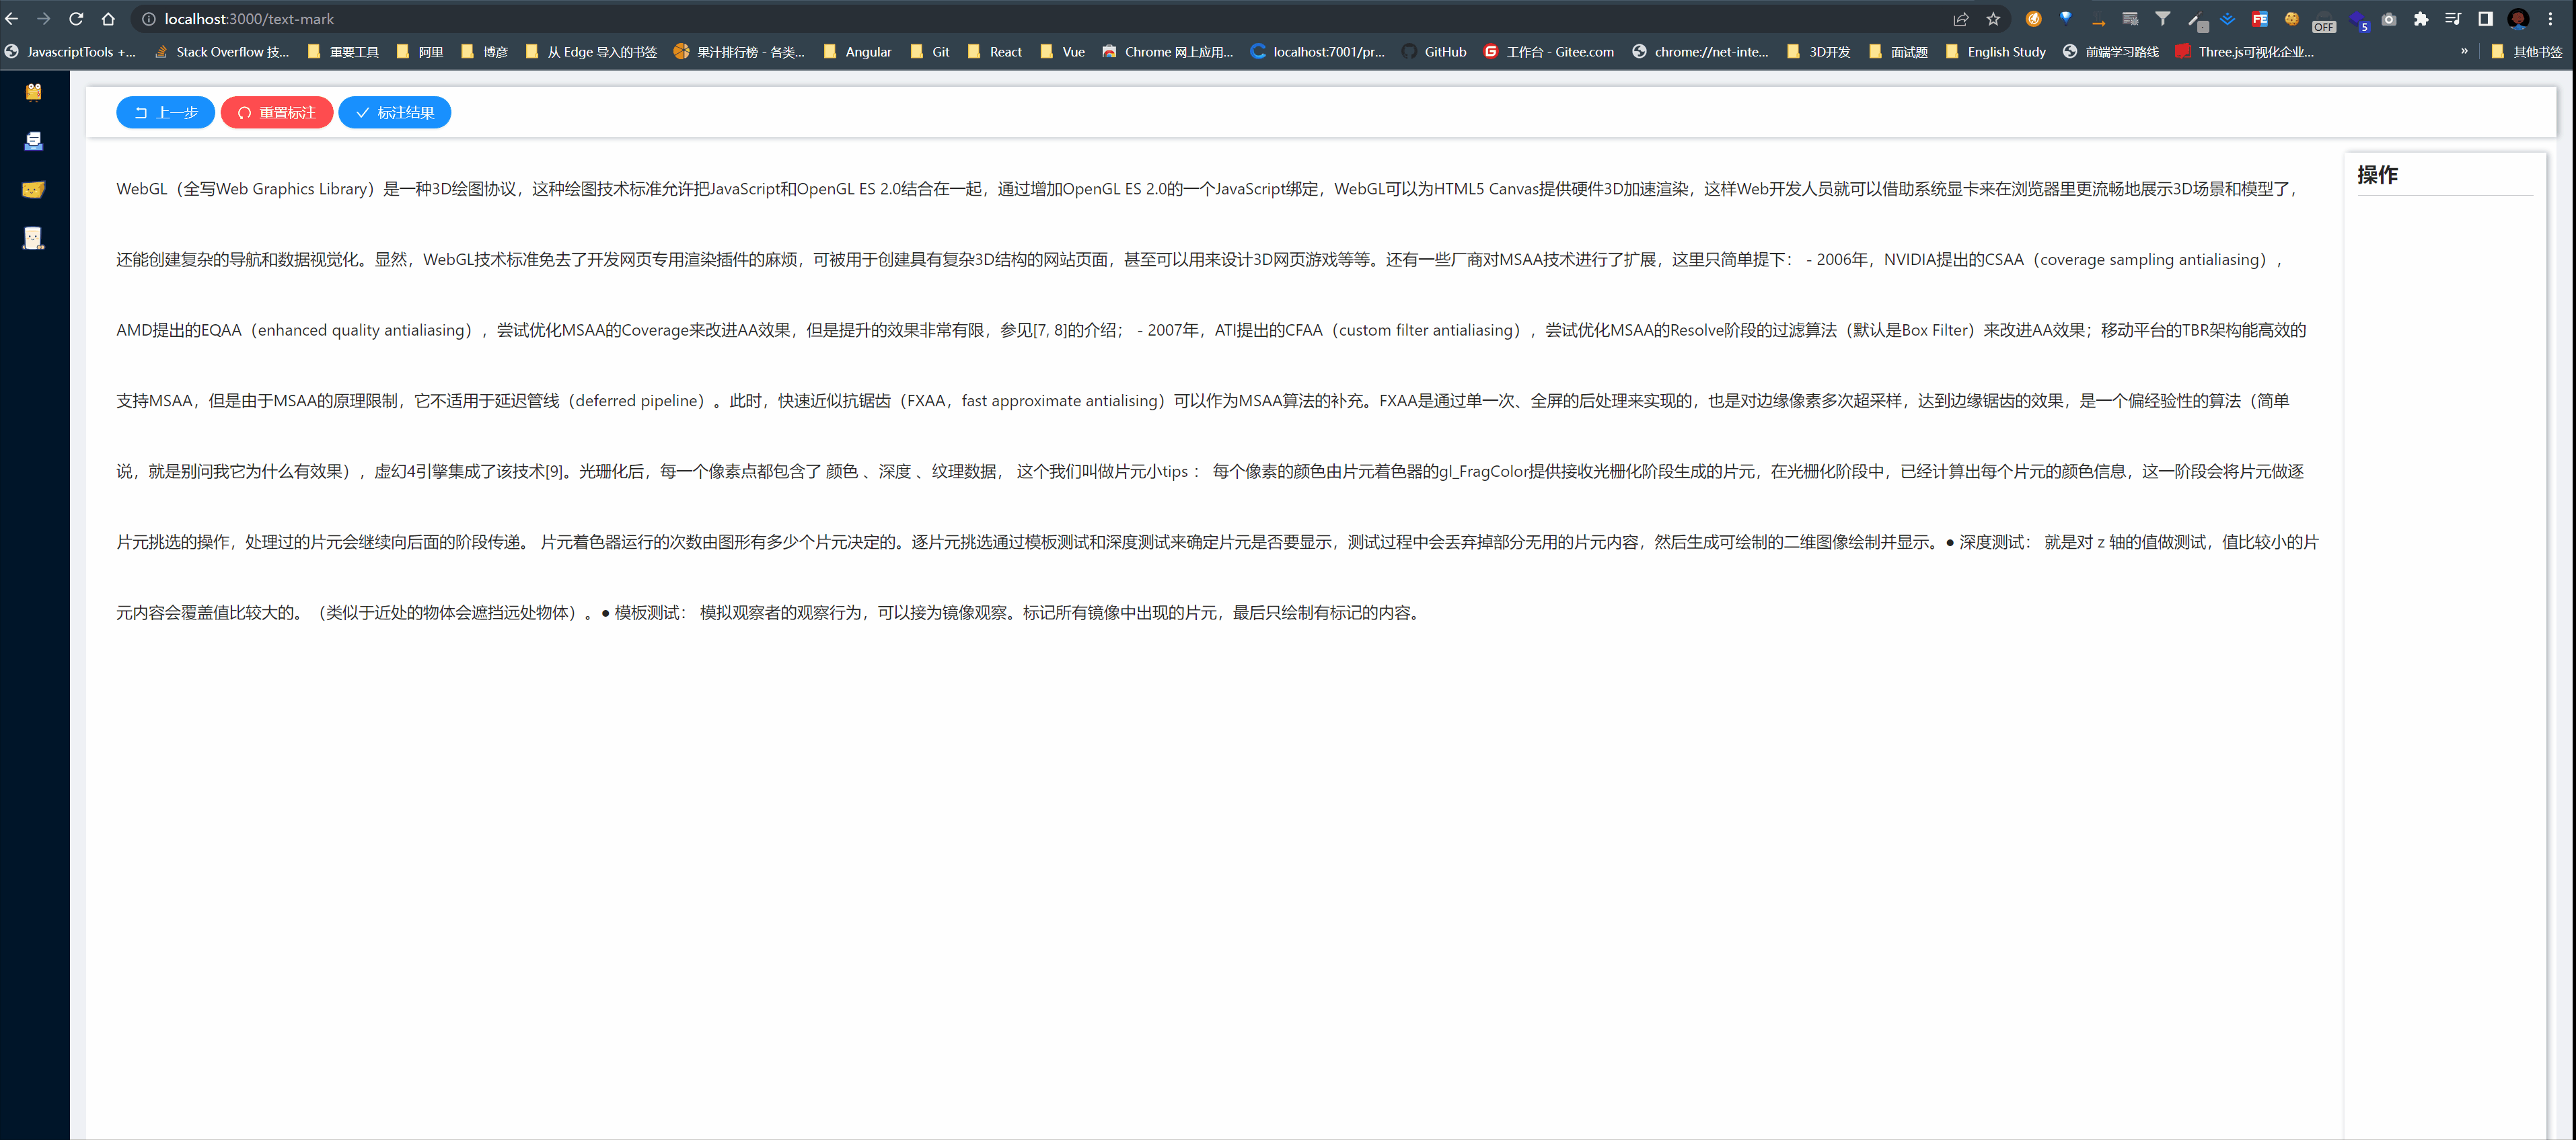 localhost:3000/text-mark
JavascriptTools +... Stack Overflow 技... 重要工具 阿里 博彦 从 Edge 导入的书签 果汁排行榜 - 各类... Angular Git React Vue Chrome 网上应用... localhost:7001/pr... GitHub 工作台 - Gitee.com chrome://net-inte... 3D开发 面试题 English Study 前端学习路线 Three.js可视化企业... » 其他书签
FE OFF 5
上一步 重置标注 标注结果
操作
WebGL（全写Web Graphics Library）是一种3D绘图协议，这种绘图技术标准允许把JavaScript和OpenGL ES 2.0结合在一起，通过增加OpenGL ES 2.0的一个JavaScript绑定，WebGL可以为HTML5 Canvas提供硬件3D加速渲染，这样Web开发人员就可以借助系统显卡来在浏览器里更流畅地展示3D场景和模型了，
还能创建复杂的导航和数据视觉化。显然，WebGL技术标准免去了开发网页专用渲染插件的麻烦，可被用于创建具有复杂3D结构的网站页面，甚至可以用来设计3D网页游戏等等。还有一些厂商对MSAA技术进行了扩展，这里只简单提下： - 2006年，NVIDIA提出的CSAA（coverage sampling antialiasing），
AMD提出的EQAA（enhanced quality antialiasing），尝试优化MSAA的Coverage来改进AA效果，但是提升的效果非常有限，参见[7, 8]的介绍； - 2007年，ATI提出的CFAA（custom filter antialiasing），尝试优化MSAA的Resolve阶段的过滤算法（默认是Box Filter）来改进AA效果；移动平台的TBR架构能高效的
支持MSAA，但是由于MSAA的原理限制，它不适用于延迟管线（deferred pipeline）。此时，快速近似抗锯齿（FXAA，fast approximate antialising）可以作为MSAA算法的补充。FXAA是通过单一次、全屏的后处理来实现的，也是对边缘像素多次超采样，达到边缘锯齿的效果，是一个偏经验性的算法（简单
说，就是别问我它为什么有效果），虚幻4引擎集成了该技术[9]。光珊化后，每一个像素点都包含了 颜色 、深度 、纹理数据， 这个我们叫做片元小tips ： 每个像素的颜色由片元着色器的gl_FragColor提供接收光栅化阶段生成的片元，在光栅化阶段中，已经计算出每个片元的颜色信息，这一阶段会将片元做逐
片元挑选的操作，处理过的片元会继续向后面的阶段传递。 片元着色器运行的次数由图形有多少个片元决定的。逐片元挑选通过模板测试和深度测试来确定片元是否要显示，测试过程中会丢弃掉部分无用的片元内容，然后生成可绘制的二维图像绘制并显示。● 深度测试： 就是对 z 轴的值做测试，值比较小的片
元内容会覆盖值比较大的。（类似于近处的物体会遮挡远处物体）。● 模板测试： 模拟观察者的观察行为，可以接为镜像观察。标记所有镜像中出现的片元，最后只绘制有标记的内容。